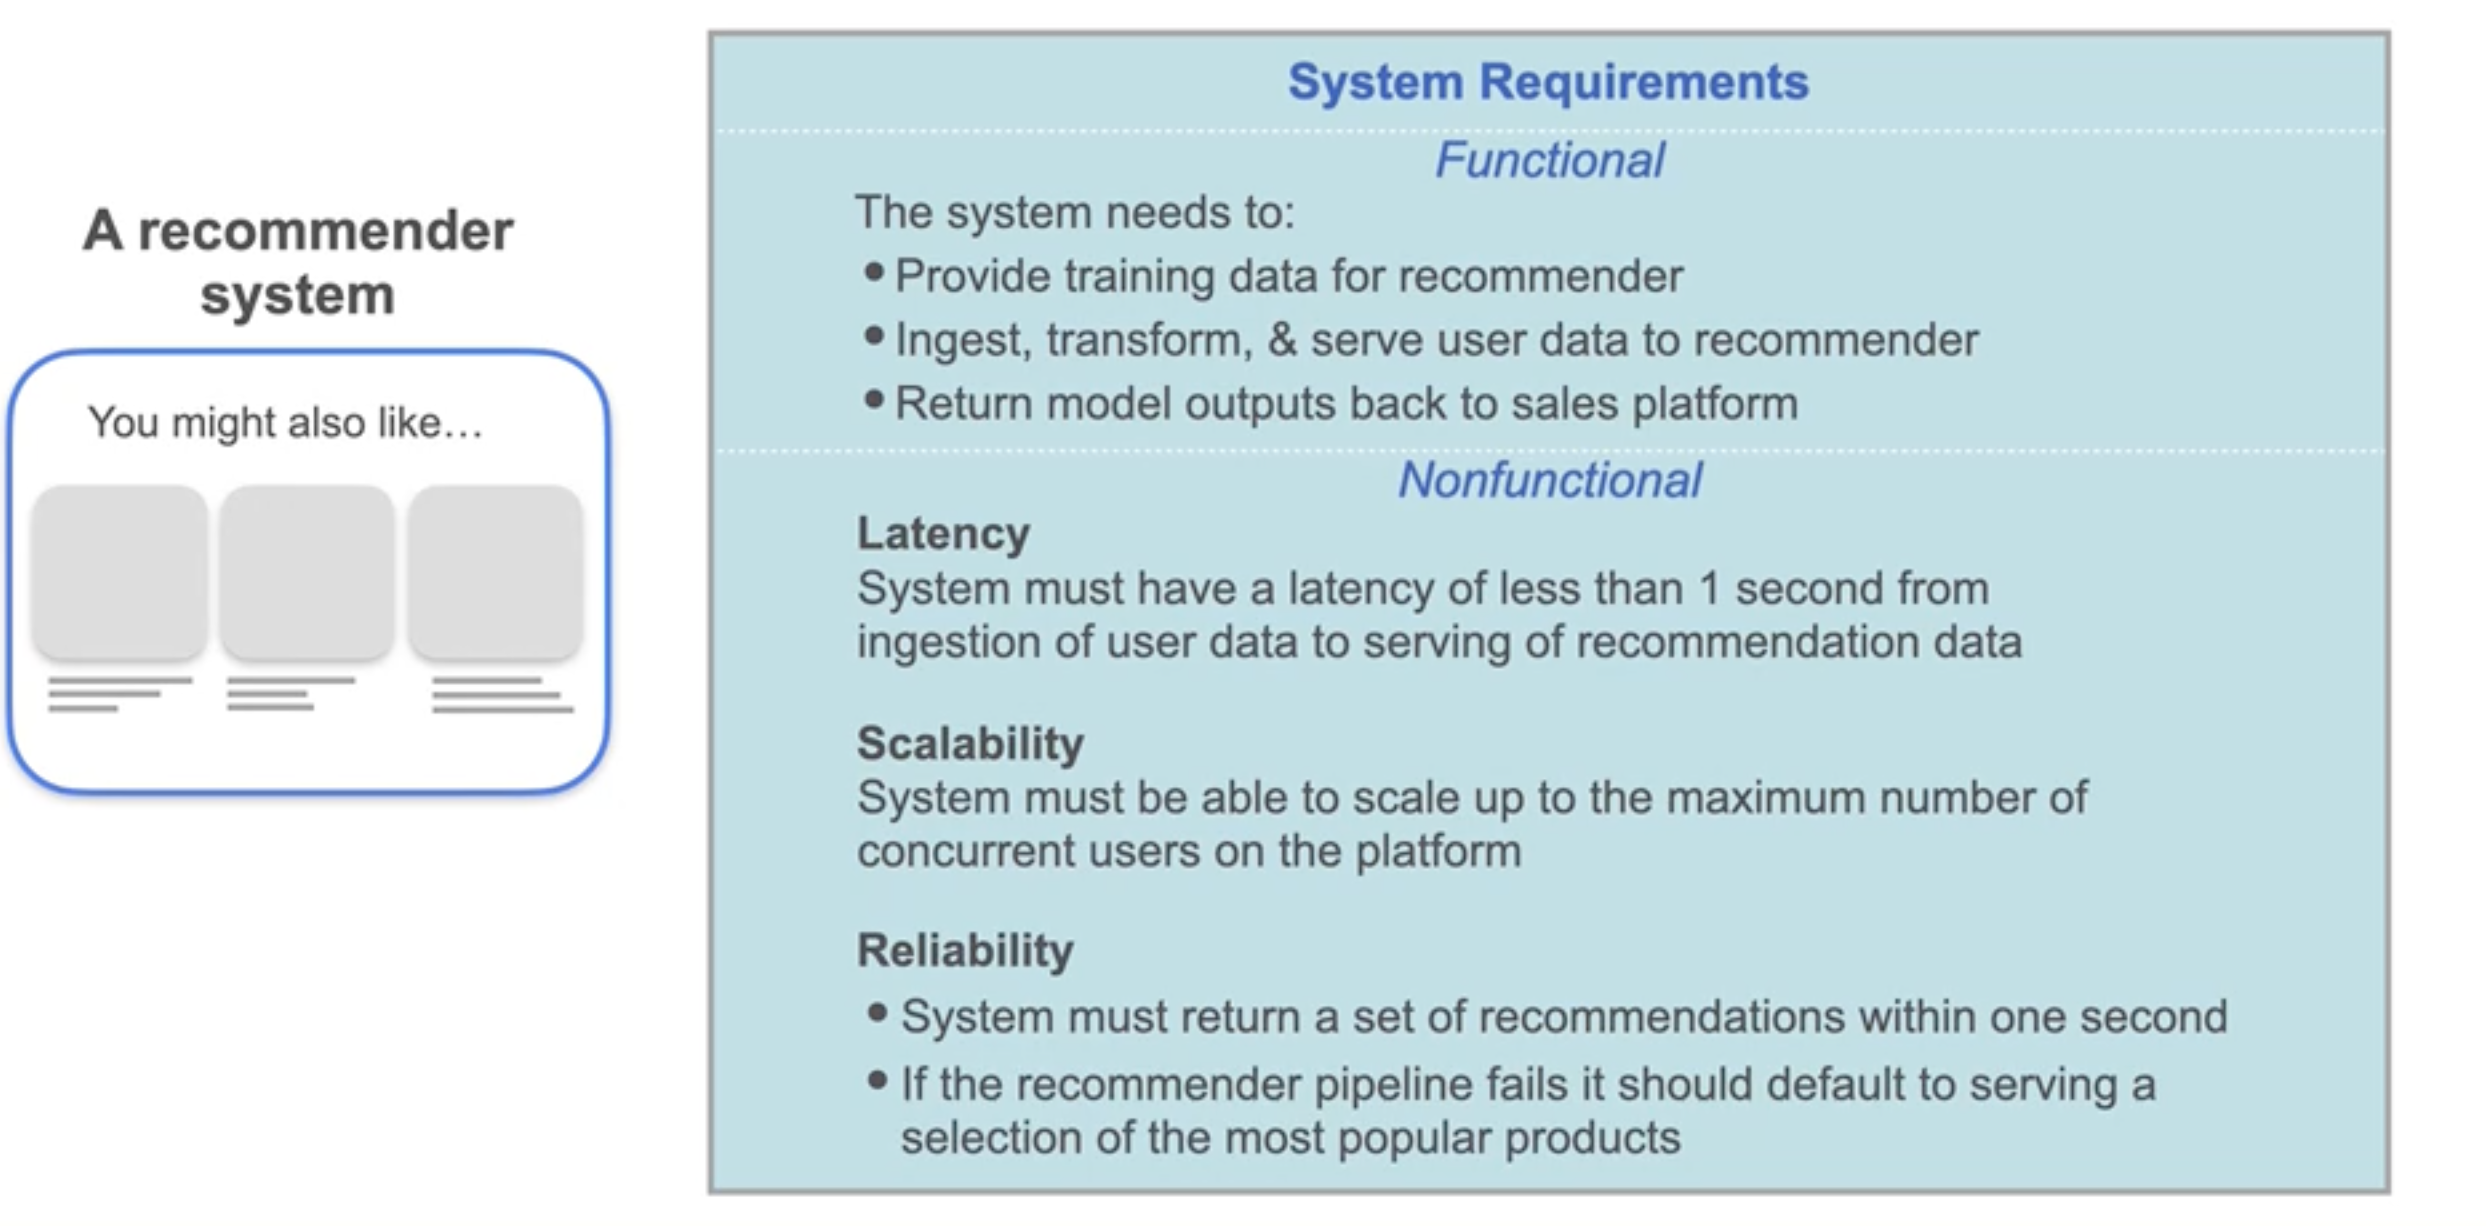 A recommender
system
You might also like…
System Requirements
Functional
The system needs to:
• Provide training data for recommender
• Ingest, transform, & serve user data to recommender
• Return model outputs back to sales platform
Nonfunctional
Latency
System must have a latency of less than 1 second from
ingestion of user data to serving of recommendation data
Scalability
System must be able to scale up to the maximum number of
concurrent users on the platform
Reliability
• System must return a set of recommendations within one second
• If the recommender pipeline fails it should default to serving a
selection of the most popular products